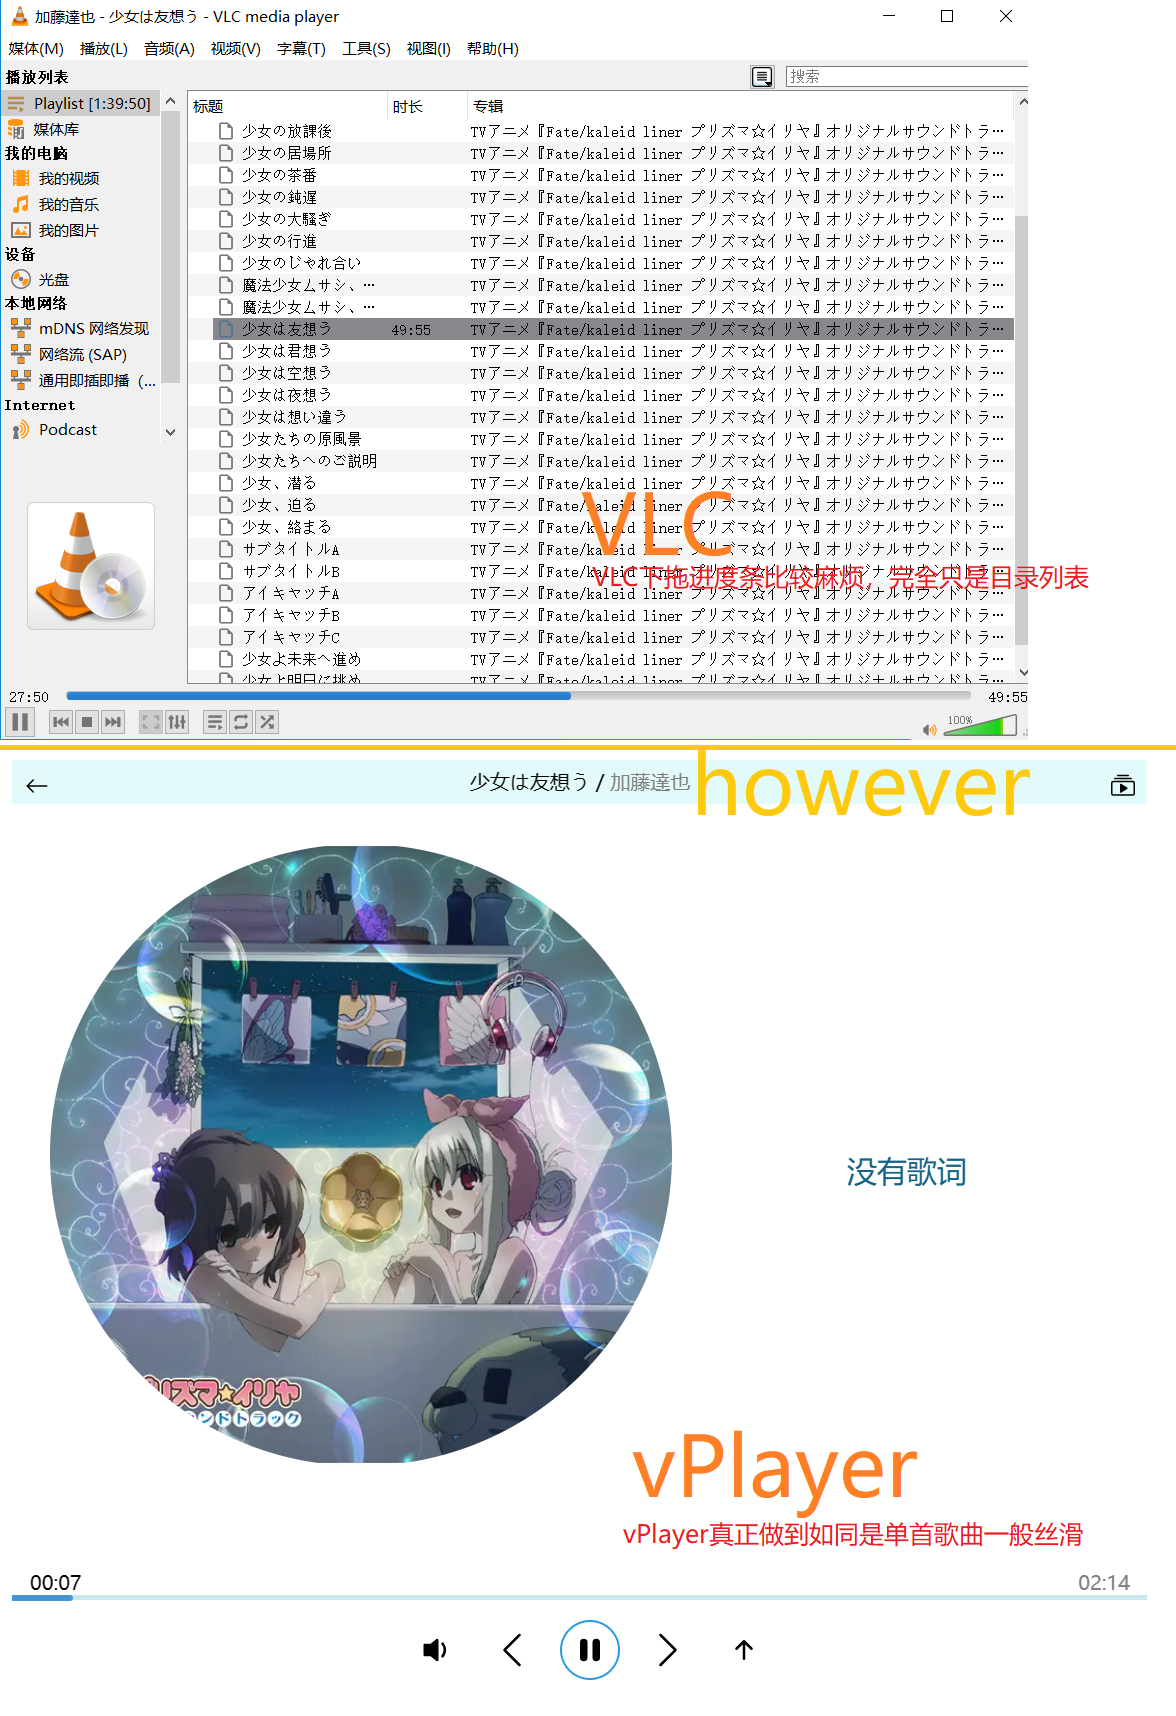 加藤達也 - 少女は友想う - VLC media player
媒体(M) 播放(L) 音频(A) 视频(V) 字幕(T) 工具(S) 视图(I) 帮助(H)
播放列表
搜索
Playlist [1:39:50]
媒体库
我的电脑
我的视频
我的音乐
我的图片
设备
光盘
本地网络
mDNS 网络发现
网络流 (SAP)
通用即插即播 (...
Internet
Podcast
标题 时长 专辑
少女の放課後 TVアニメ『Fate/kaleid liner プリズマ☆イリヤ』オリジナルサウンドトラ…
少女の居場所 TVアニメ『Fate/kaleid liner プリズマ☆イリヤ』オリジナルサウンドトラ…
少女の茶番 TVアニメ『Fate/kaleid liner プリズマ☆イリヤ』オリジナルサウンドトラ…
少女の鈍遅 TVアニメ『Fate/kaleid liner プリズマ☆イリヤ』オリジナルサウンドトラ…
少女の大騒ぎ TVアニメ『Fate/kaleid liner プリズマ☆イリヤ』オリジナルサウンドトラ…
少女の行進 TVアニメ『Fate/kaleid liner プリズマ☆イリヤ』オリジナルサウンドトラ…
少女のじゃれ合い TVアニメ『Fate/kaleid liner プリズマ☆イリヤ』オリジナルサウンドトラ…
魔法少女ムサシ、… TVアニメ『Fate/kaleid liner プリズマ☆イリヤ』オリジナルサウンドトラ…
魔法少女ムサシ、… TVアニメ『Fate/kaleid liner プリズマ☆イリヤ』オリジナルサウンドトラ…
少女は友想う 49:55 TVアニメ『Fate/kaleid liner プリズマ☆イリヤ』オリジナルサウンドトラ…
少女は君想う TVアニメ『Fate/kaleid liner プリズマ☆イリヤ』オリジナルサウンドトラ…
少女は空想う TVアニメ『Fate/kaleid liner プリズマ☆イリヤ』オリジナルサウンドトラ…
少女は夜想う TVアニメ『Fate/kaleid liner プリズマ☆イリヤ』オリジナルサウンドトラ…
少女は想い違う TVアニメ『Fate/kaleid liner プリズマ☆イリヤ』オリジナルサウンドトラ…
少女たちの原風景 TVアニメ『Fate/kaleid liner プリズマ☆イリヤ』オリジナルサウンドトラ…
少女たちへのご説明 TVアニメ『Fate/kaleid liner プリズマ☆イリヤ』オリジナルサウンドトラ…
少女、潜る TVアニメ『Fate/kaleid liner プリズマ☆イリヤ』オリジナルサウンドトラ…
少女、迫る TVアニメ『Fate/kaleid liner プリズマ☆イリヤ』オリジナルサウンドトラ…
少女、絡まる TVアニメ『Fate/kaleid liner プリズマ☆イリヤ』オリジナルサウンドトラ…
サブタイトルA TVアニメ『Fate/kaleid liner プリズマ☆イリヤ』オリジナルサウンドトラ…
サブタイトルB TVアニメ『Fate/kaleid liner プリズマ☆イリヤ』オリジナルサウンドトラ…
アイキャッチA TVアニメ『Fate/kaleid liner プリズマ☆イリヤ』オリジナルサウンドトラ…
アイキャッチB TVアニメ『Fate/kaleid liner プリズマ☆イリヤ』オリジナルサウンドトラ…
アイキャッチC TVアニメ『Fate/kaleid liner プリズマ☆イリヤ』オリジナルサウンドトラ…
少女よ未来へ進め TVアニメ『Fate/kaleid liner プリズマ☆イリヤ』オリジナルサウンドトラ…
少女よ明日に挑め TVアニメ『Fate/kaleid liner プリズマ☆イリヤ』オリジナルサウンドトラ…
VLC
VLC下拖进度条比较麻烦，完全只是目录列表
27:50 49:55
100%
少女は友想う / 加藤達也
however
没有歌词
リズマ☆イリヤ
ンドトラック
vPlayer
vPlayer真正做到如同是单首歌曲一般丝滑
00:07 02:14